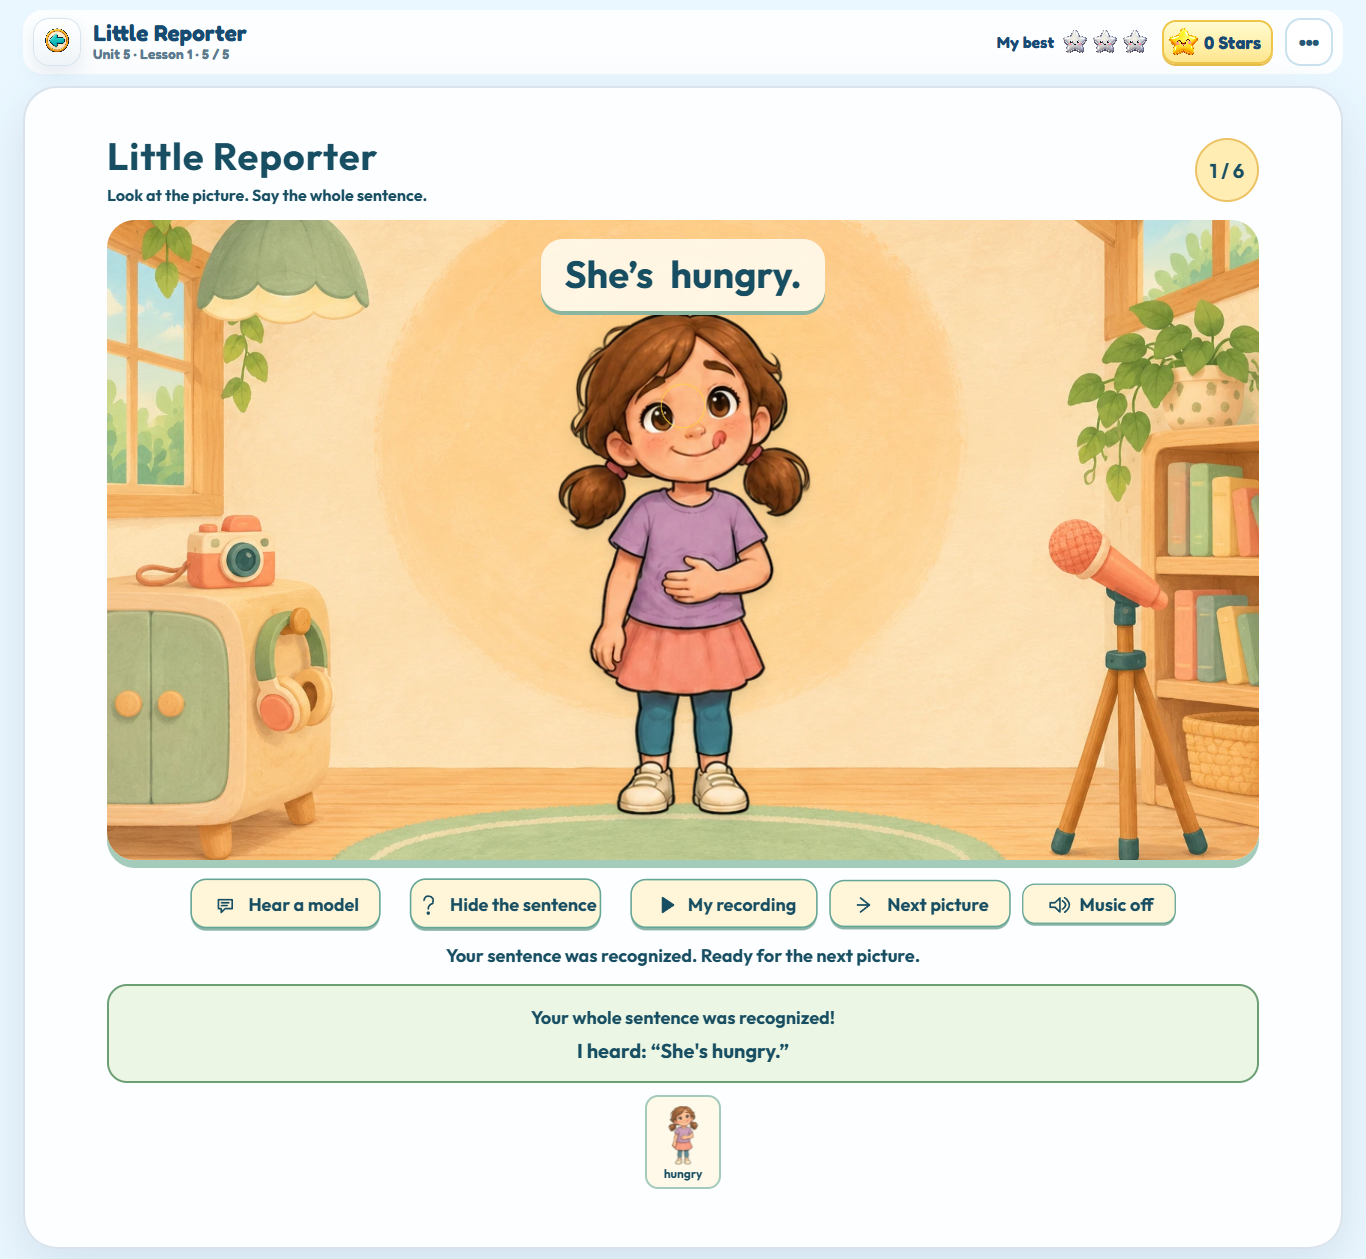 Little Reporter
Unit 5 · Lesson 1 · 5 / 5
My best
0 Stars
Little Reporter
Look at the picture. Say the whole sentence.
1 / 6
She’s hungry.
Hear a model
? Hide the sentence
My recording
Next picture
Music off
Your sentence was recognized. Ready for the next picture.
Your whole sentence was recognized!
I heard: “She's hungry.”
hungry